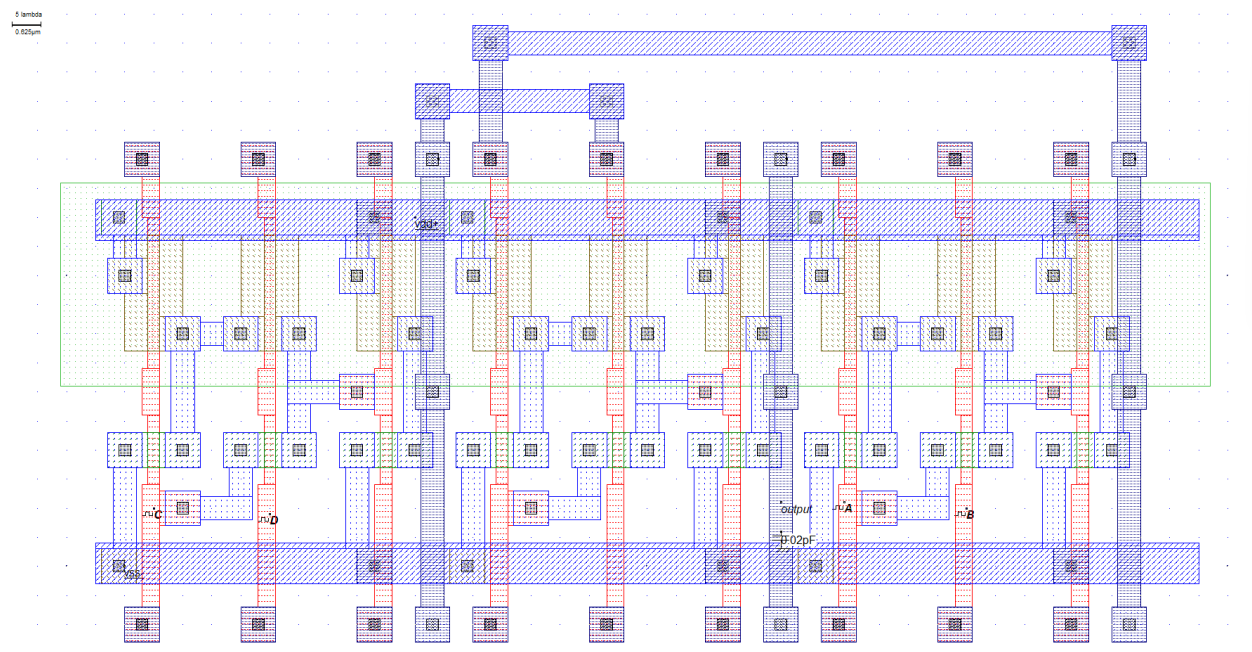 5 lambda
0.625µm
vdd+
C
D
output
A
B
0.02pF
vss-